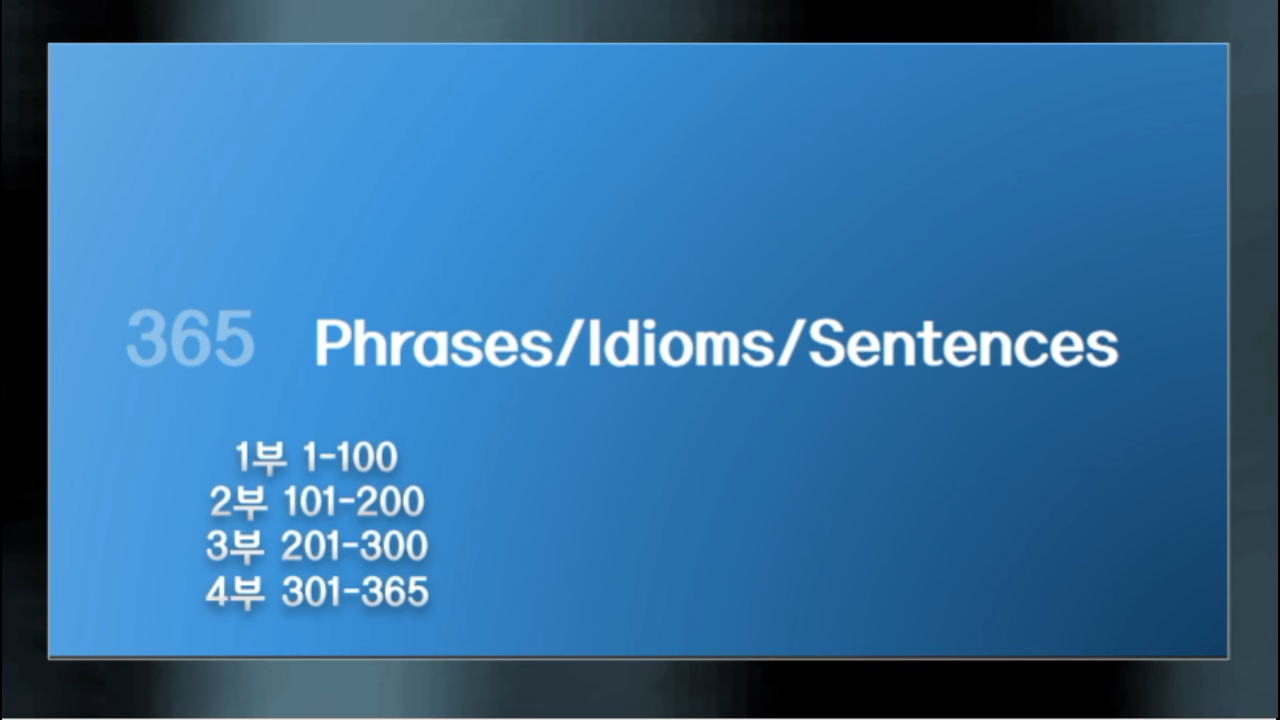 365 Phrases/Idioms/Sentences
1부 1-100
2부 101-200
3부 201-300
4부 301-365